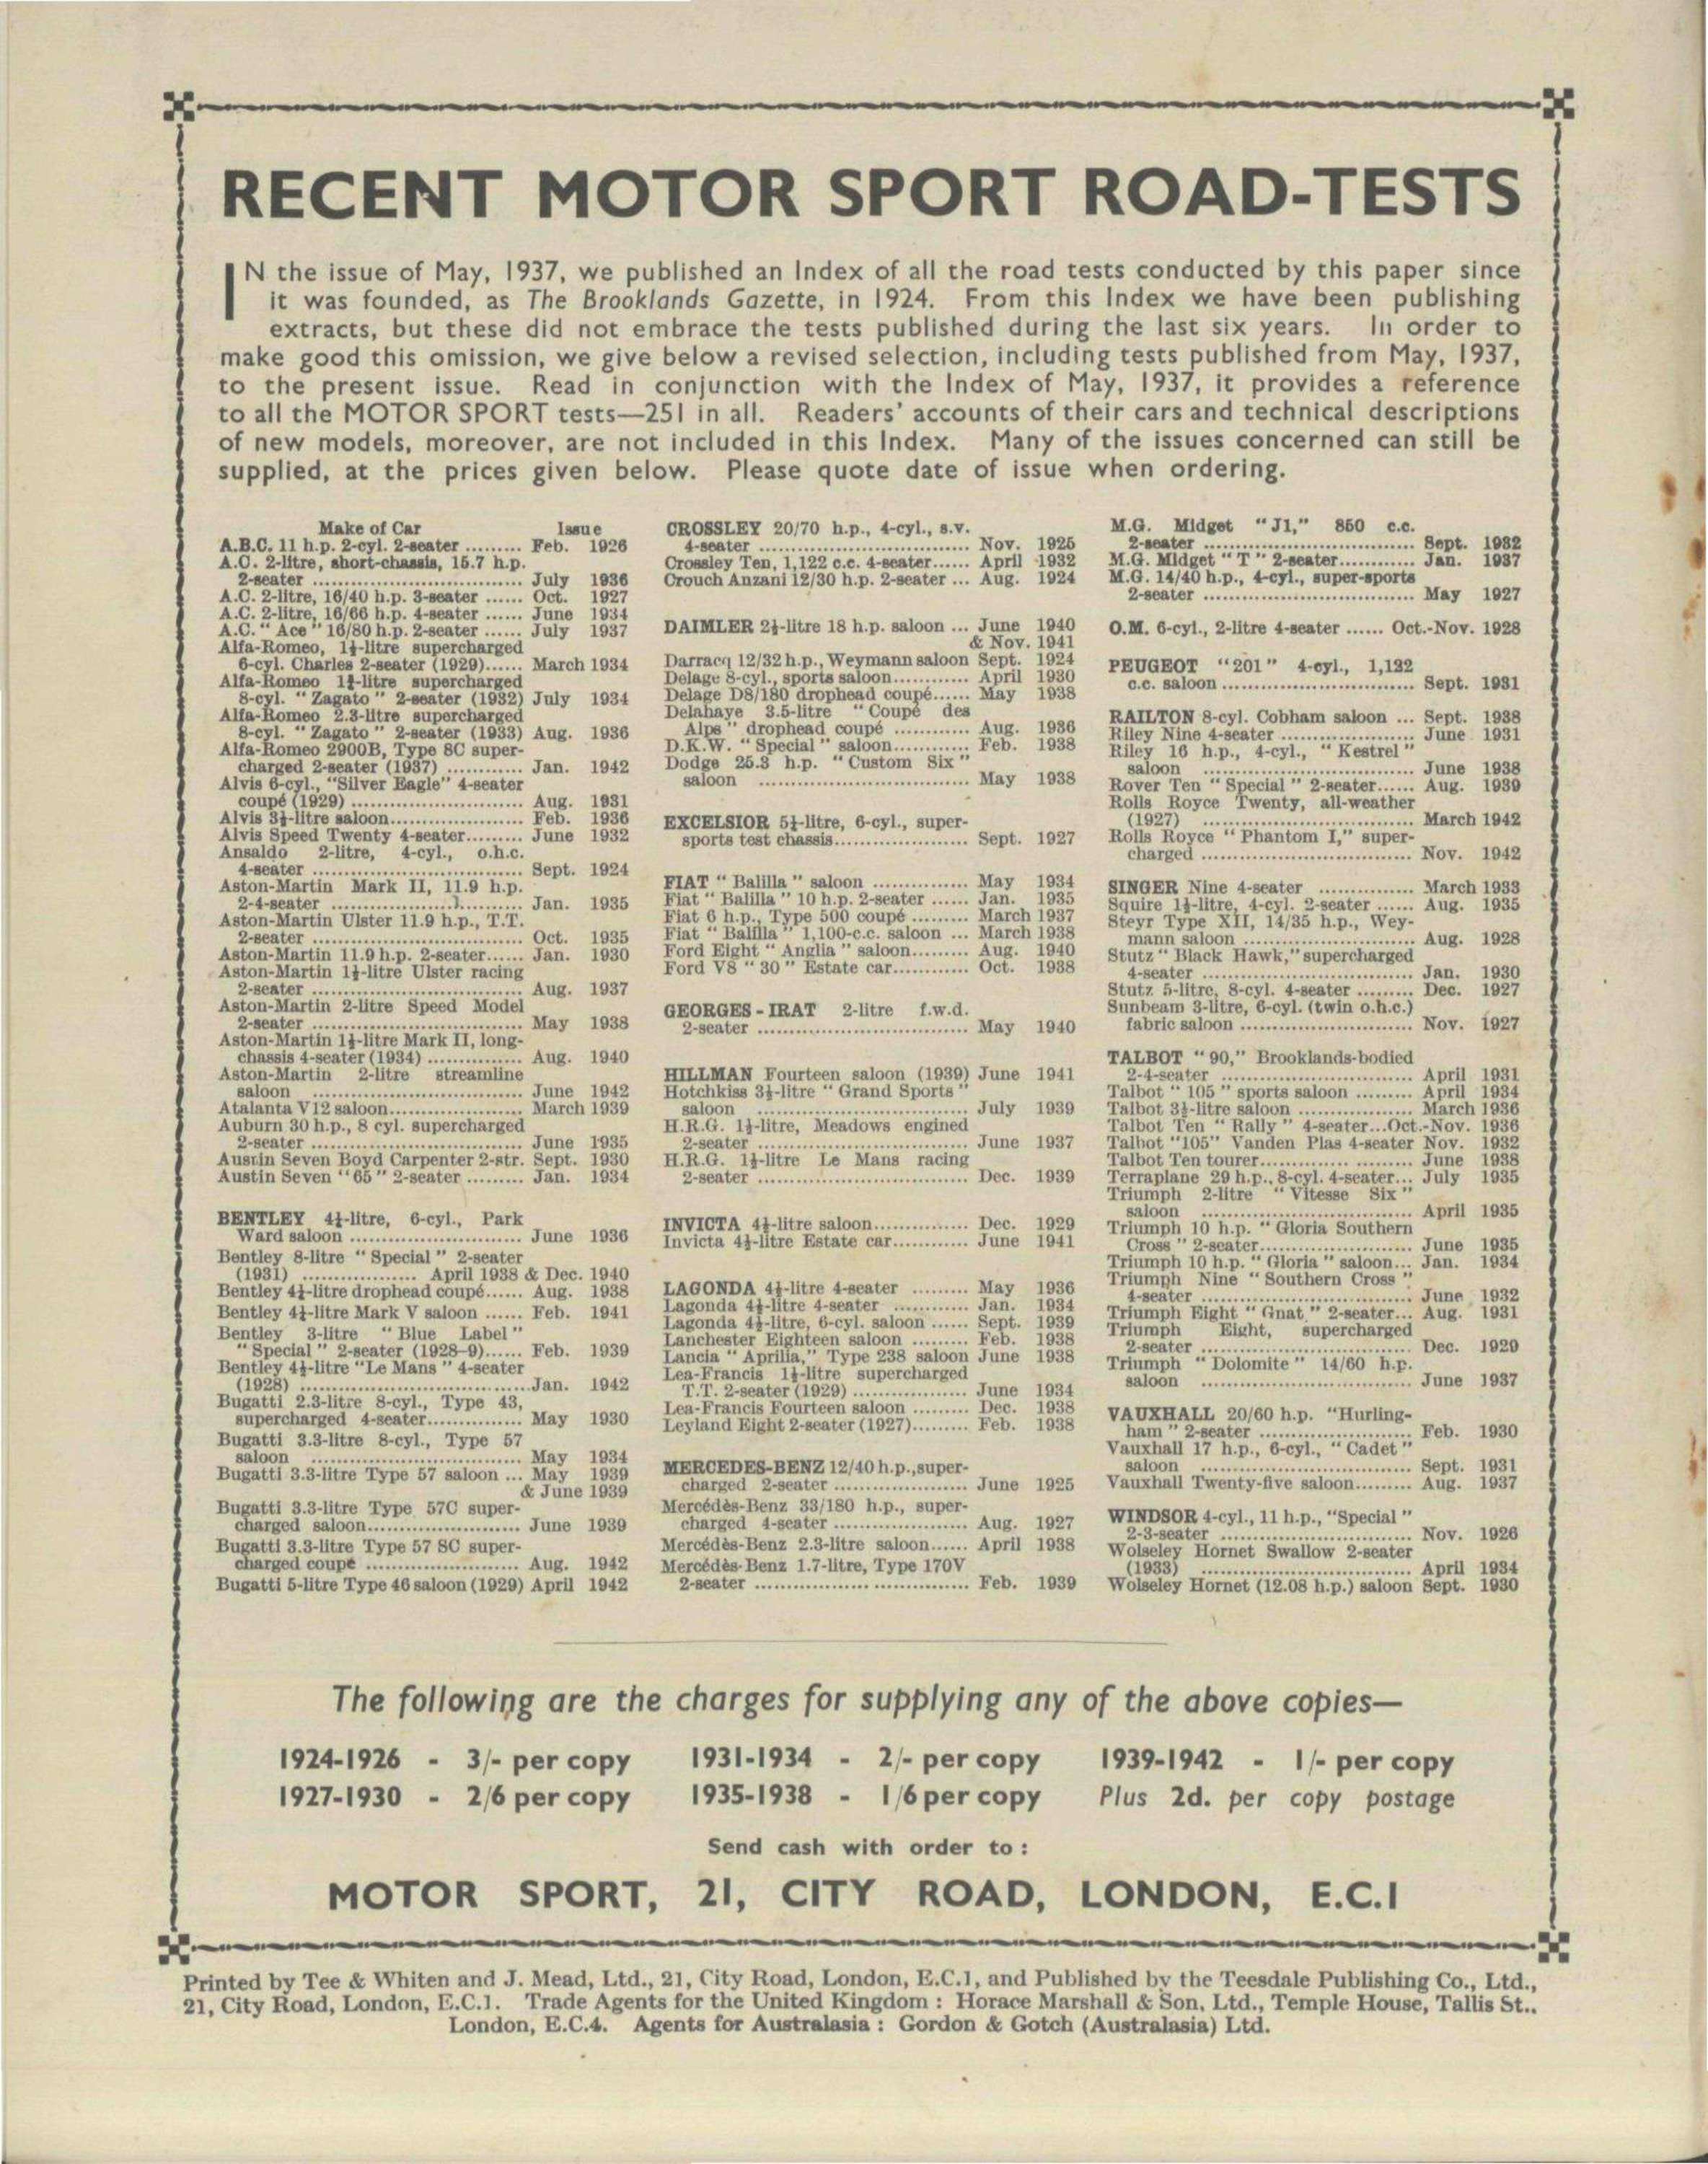 RECENT MOTOR SPORT ROAD-TESTS
IN the issue of May, 1937, we published an Index of all the road tests conducted by this paper since
it was founded, as The Brooklands Gazette, in 1924. From this Index we have been publishing
extracts, but these did not embrace the tests published during the last six years. In order to
make good this omission, we give below a revised selection, including tests published from May, 1937,
to the present issue. Read in conjunction with the Index of May, 1937, it provides a reference
to all the MOTOR SPORT tests—251 in all. Readers' accounts of their cars and technical descriptions
of new models, moreover, are not included in this Index. Many of the issues concerned can still be
supplied, at the prices given below. Please quote date of issue when ordering.
Make of Car Issue
A.B.C. 11 h.p. 2-cyl. 2-seater ......... Feb. 1926
A.C. 2-litre, short-chassis, 15.7 h.p.
2-seater ................................. July 1936
A.C. 2-litre, 16/40 h.p. 3-seater ...... Oct. 1927
A.C. 2-litre, 16/66 h.p. 4-seater ...... June 1934
A.C. " Ace " 16/80 h.p. 2-seater ...... July 1937
Alfa-Romeo, 1½-litre supercharged
6-cyl. Charles 2-seater (1929)...... March 1934
Alfa-Romeo 1½-litre supercharged
8-cyl. " Zagato " 2-seater (1932) July 1934
Alfa-Romeo 2.3-litre supercharged
8-cyl. " Zagato " 2-seater (1933) Aug. 1936
Alfa-Romeo 2900B, Type 8C super-
charged 2-seater (1937) ............ Jan. 1942
Alvis 6-cyl., "Silver Eagle" 4-seater
coupé (1929) ........................... Aug. 1931
Alvis 3½-litre saloon..................... Feb. 1936
Alvis Speed Twenty 4-seater......... June 1932
Ansaldo 2-litre, 4-cyl., o.h.c.
4-seater ................................. Sept. 1924
Aston-Martin Mark II, 11.9 h.p.
2-4-seater .............................. Jan. 1935
Aston-Martin Ulster 11.9 h.p., T.T.
2-seater ................................. Oct. 1935
Aston-Martin 11.9 h.p. 2-seater...... Jan. 1930
Aston-Martin 1½-litre Ulster racing
2-seater ................................. Aug. 1937
Aston-Martin 2-litre Speed Model
2-seater ................................. May 1938
Aston-Martin 1½-litre Mark II, long-
chassis 4-seater (1934) ............... Aug. 1940
Aston-Martin 2-litre streamline
saloon ................................. June 1942
Atalanta V12 saloon..................... March 1939
Auburn 30 h.p., 8 cyl. supercharged
2-seater ................................. June 1935
Austin Seven Boyd Carpenter 2-str. Sept. 1930
Austin Seven "65" 2-seater ......... Jan. 1934
BENTLEY 4¼-litre, 6-cyl., Park
Ward saloon ........................... June 1936
Bentley 8-litre " Special " 2-seater
(1931) .................. April 1938 & Dec. 1940
Bentley 4¼-litre drophead coupé...... Aug. 1938
Bentley 4¼-litre Mark V saloon ...... Feb. 1941
Bentley 3-litre " Blue Label "
" Special " 2-seater (1928-9)...... Feb. 1939
Bentley 4½-litre "Le Mans" 4-seater
(1928) .................................... Jan. 1942
Bugatti 2.3-litre 8-cyl., Type 43,
supercharged 4-seater............... May 1930
Bugatti 3.3-litre 8-cyl., Type 57
saloon ................................. May 1934
Bugatti 3.3-litre Type 57 saloon ... May 1939
& June 1939
Bugatti 3.3-litre Type 57C super-
charged saloon........................ June 1939
Bugatti 3.3-litre Type 57 SC super-
charged coupé ........................ Aug. 1942
Bugatti 5-litre Type 46 saloon (1929) April 1942
CROSSLEY 20/70 h.p., 4-cyl., s.v.
4-seater ................................. Nov. 1925
Crossley Ten, 1,122 c.c. 4-seater...... April 1932
Crouch Anzani 12/30 h.p. 2-seater ... Aug. 1924
DAIMLER 2½-litre 18 h.p. saloon ... June 1940
& Nov. 1941
Darracq 12/32 h.p., Weymann saloon Sept. 1924
Delage 8-cyl., sports saloon............ April 1930
Delage D8/180 drophead coupé...... May 1938
Delahaye 3.5-litre " Coupé des
Alps " drophead coupé ............ Aug. 1936
D.K.W. " Special " saloon............ Feb. 1938
Dodge 25.3 h.p. " Custom Six "
saloon ................................. May 1938
EXCELSIOR 5¼-litre, 6-cyl., super-
sports test chassis..................... Sept. 1927
FIAT " Balilla " saloon ............... May 1934
Fiat " Balilla " 10 h.p. 2-seater ...... Jan. 1935
Fiat 6 h.p., Type 500 coupé ......... March 1937
Fiat " Balilla " 1,100-c.c. saloon ... March 1938
Ford Eight " Anglia " saloon......... Aug. 1940
Ford V8 " 30 " Estate car............ Oct. 1938
GEORGES-IRAT 2-litre f.w.d.
2-seater ................................. May 1940
HILLMAN Fourteen saloon (1939) June 1941
Hotchkiss 3½-litre " Grand Sports "
saloon ................................. July 1939
H.R.G. 1½-litre, Meadows engined
2-seater ................................. June 1937
H.R.G. 1½-litre Le Mans racing
2-seater ................................. Dec. 1939
INVICTA 4½-litre saloon............... Dec. 1929
Invicta 4½-litre Estate car............ June 1941
LAGONDA 4½-litre 4-seater ......... May 1936
Lagonda 4½-litre 4-seater ............ Jan. 1934
Lagonda 4½-litre, 6-cyl. saloon ...... Sept. 1939
Lanchester Eighteen saloon ......... Feb. 1938
Lancia " Aprilia," Type 238 saloon June 1938
Lea-Francis 1½-litre supercharged
T.T. 2-seater (1929) .................. June 1934
Lea-Francis Fourteen saloon ......... Dec. 1938
Leyland Eight 2-seater (1927)......... Feb. 1938
MERCEDES-BENZ 12/40 h.p., super-
charged 2-seater ..................... June 1925
Mercédès-Benz 33/180 h.p., super-
charged 4-seater ..................... Aug. 1927
Mercédès-Benz 2.3-litre saloon...... April 1938
Mercédès-Benz 1.7-litre, Type 170V
2-seater ................................. Feb. 1939
M.G. Midget "J1," 850 c.c.
2-seater ................................. Sept. 1932
M.G. Midget " T " 2-seater............ Jan. 1937
M.G. 14/40 h.p., 4-cyl., super-sports
2-seater ................................. May 1927
O.M. 6-cyl., 2-litre 4-seater ...... Oct.-Nov. 1928
PEUGEOT "201" 4-cyl., 1,122
c.c. saloon .............................. Sept. 1931
RAILTON 8-cyl. Cobham saloon ... Sept. 1938
Riley Nine 4-seater ..................... June 1931
Riley 16 h.p., 4-cyl., " Kestrel "
saloon ................................. June 1938
Rover Ten " Special " 2-seater...... Aug. 1939
Rolls Royce Twenty, all-weather
(1927) ................................. March 1942
Rolls Royce " Phantom I," super-
charged ................................. Nov. 1942
SINGER Nine 4-seater ............... March 1933
Squire 1½-litre, 4-cyl. 2-seater ...... Aug. 1935
Steyr Type XII, 14/35 h.p., Wey-
mann saloon ........................... Aug. 1928
Stutz " Black Hawk," supercharged
4-seater ................................. Jan. 1930
Stutz 5-litre, 8-cyl. 4-seater ......... Dec. 1927
Sunbeam 3-litre, 6-cyl. (twin o.h.c.)
fabric saloon ........................... Nov. 1927
TALBOT "90," Brooklands-bodied
2-4-seater .............................. April 1931
Talbot " 105 " sports saloon ......... April 1934
Talbot 3½-litre saloon .................. March 1936
Talbot Ten " Rally " 4-seater...Oct.-Nov. 1936
Talbot "105" Vanden Plas 4-seater Nov. 1932
Talbot Ten tourer........................ June 1938
Terraplane 29 h.p., 8-cyl. 4-seater... July 1935
Triumph 2-litre " Vitesse Six "
saloon ................................. April 1935
Triumph 10 h.p. " Gloria Southern
Cross " 2-seater........................ June 1935
Triumph 10 h.p. " Gloria " saloon... Jan. 1934
Triumph Nine " Southern Cross "
4-seater ................................. June 1932
Triumph Eight " Gnat " 2-seater... Aug. 1931
Triumph Eight, supercharged
2-seater ................................. Dec. 1929
Triumph " Dolomite " 14/60 h.p.
saloon ................................. June 1937
VAUXHALL 20/60 h.p. "Hurling-
ham " 2-seater ........................ Feb. 1930
Vauxhall 17 h.p., 6-cyl., " Cadet "
saloon ................................. Sept. 1931
Vauxhall Twenty-five saloon......... Aug. 1937
WINDSOR 4-cyl., 11 h.p., "Special "
2-3-seater .............................. Nov. 1926
Wolseley Hornet Swallow 2-seater
(1933) ................................. April 1934
Wolseley Hornet (12.08 h.p.) saloon Sept. 1930
The following are the charges for supplying any of the above copies—
1924-1926 - 3/- per copy 1931-1934 - 2/- per copy 1939-1942 - 1/- per copy
1927-1930 - 2/6 per copy 1935-1938 - 1/6 per copy Plus 2d. per copy postage
Send cash with order to :
MOTOR SPORT, 21, CITY ROAD, LONDON, E.C.1
Printed by Tee & Whiten and J. Mead, Ltd., 21, City Road, London, E.C.1, and Published by the Teesdale Publishing Co., Ltd.,
21, City Road, London, E.C.1. Trade Agents for the United Kingdom : Horace Marshall & Son, Ltd., Temple House, Tallis St.,
London, E.C.4. Agents for Australasia : Gordon & Gotch (Australasia) Ltd.